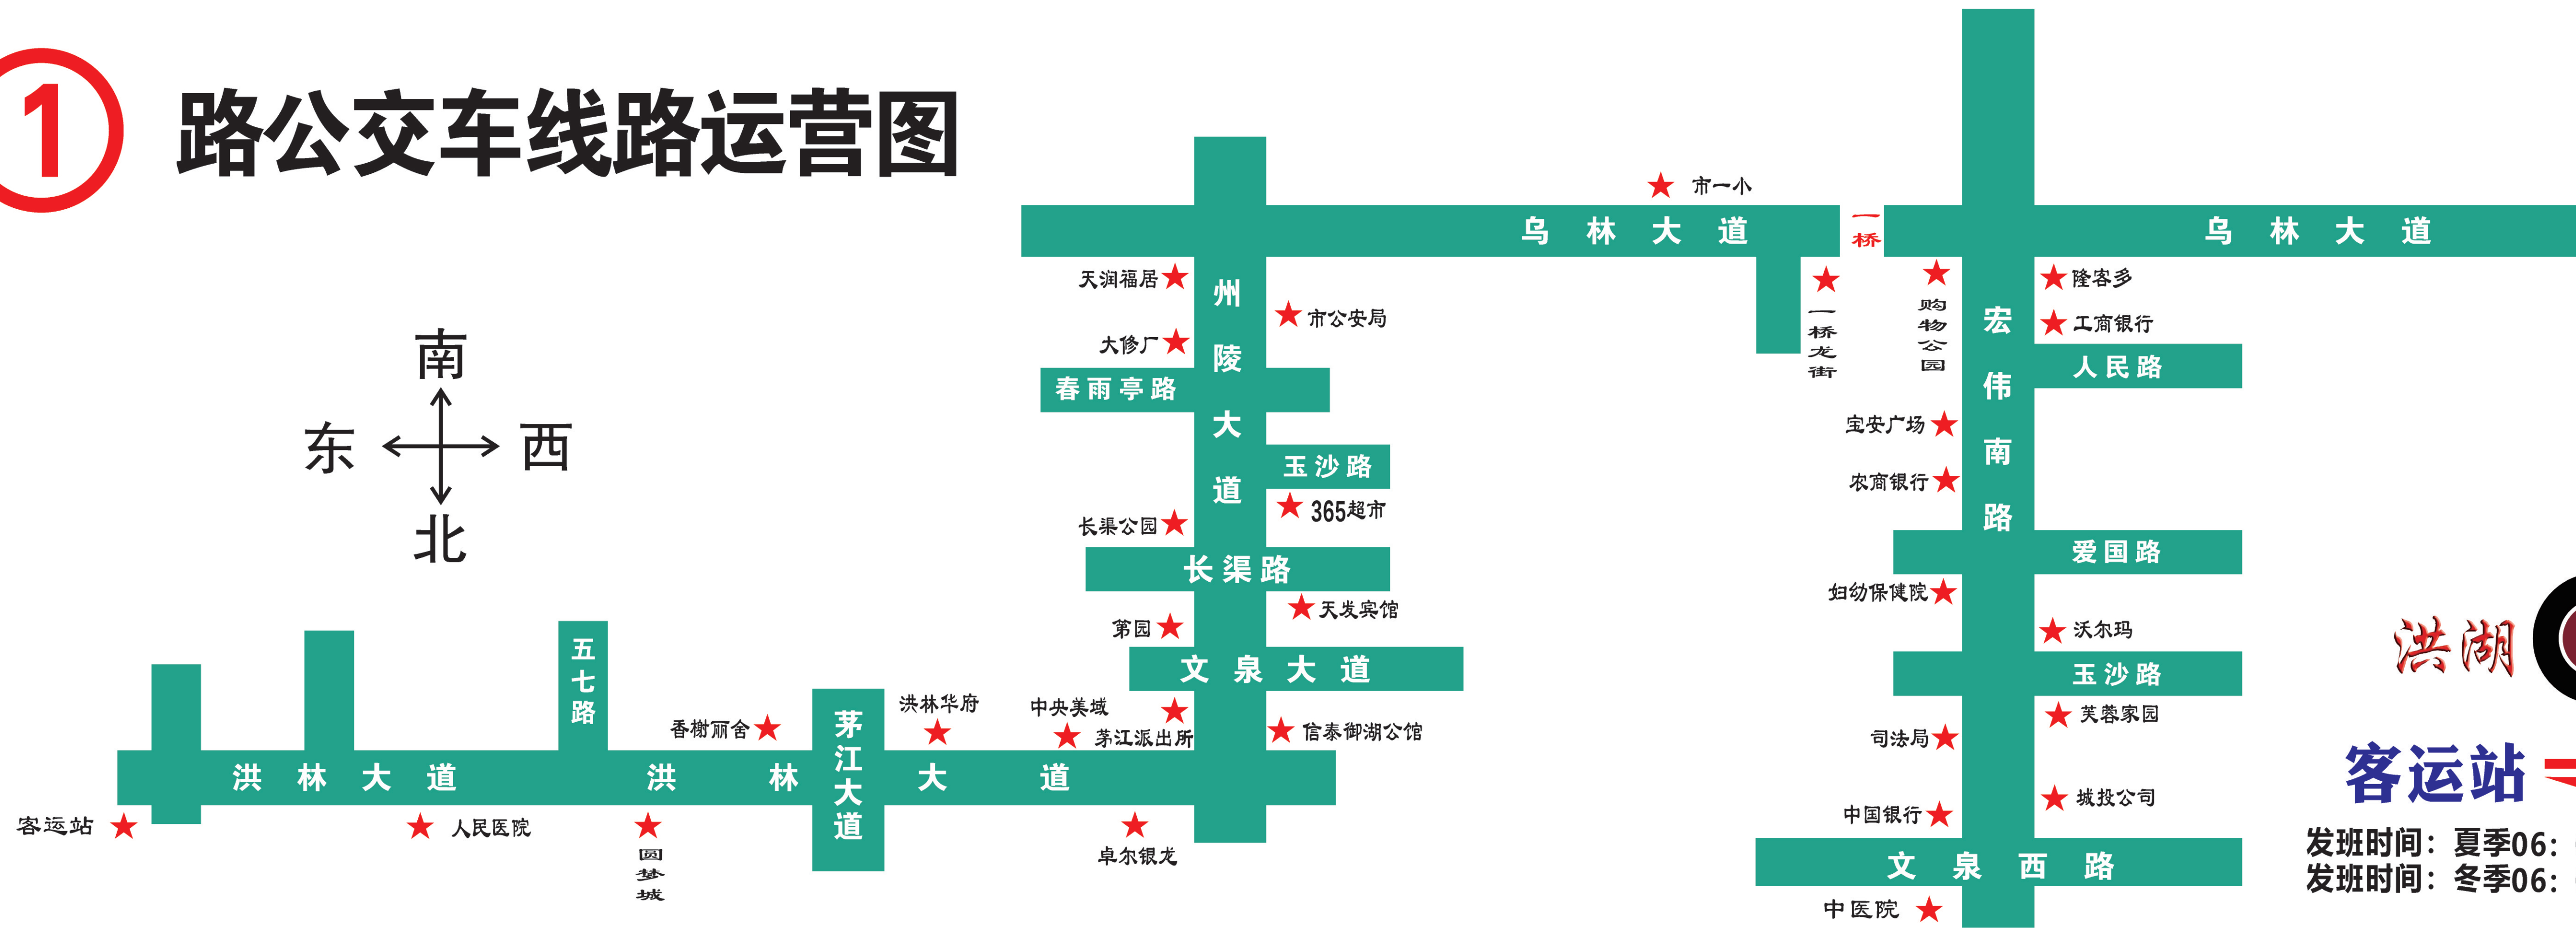 1
路公交车线路运营图
南
东
西
北
市一小
乌林大道
一桥
乌林大道
天润福居
州陵大道
市公安局
大修厂
春雨亭路
玉沙路
365超市
长渠公园
长渠路
天发宾馆
第园
文泉大道
茅江派出所
信泰御湖公馆
一桥龙街
购物公园
宏伟南路
隆客多
工商银行
人民路
宝安广场
农商银行
爱国路
妇幼保健院
沃尔玛
玉沙路
芙蓉家园
司法局
城投公司
中国银行
文泉西路
中医院
五七路
香榭丽舍
茅江大道
洪林华府
中央美域
洪林大道
洪林大道
客运站
人民医院
圆梦城
卓尔银龙
洪湖
客运站
发班时间：夏季06：
发班时间：冬季06：